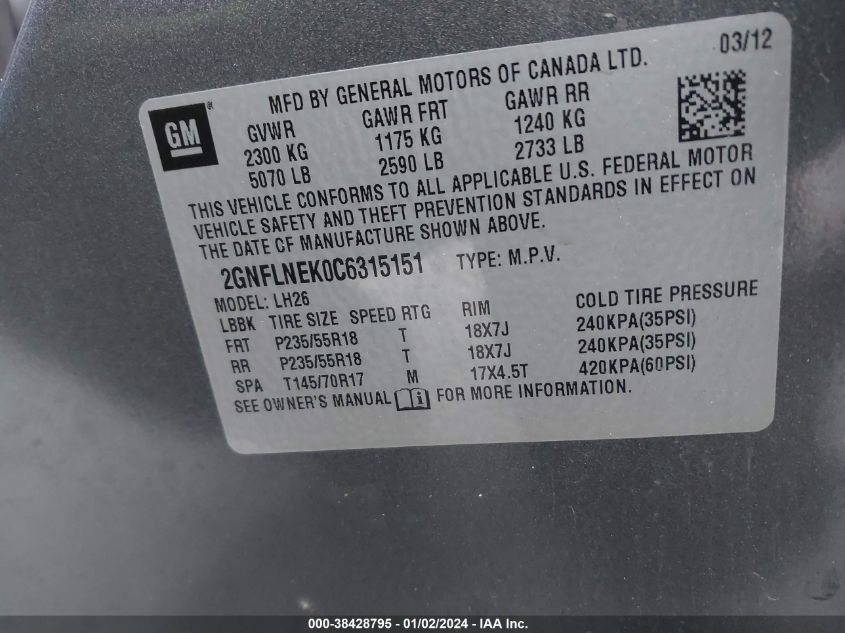 03/12
MFD BY GENERAL MOTORS OF CANADA LTD.
GM
GVWR GAWR FRT GAWR RR
2300 KG 1175 KG 1240 KG
5070 LB 2590 LB 2733 LB
THIS VEHICLE CONFORMS TO ALL APPLICABLE U.S. FEDERAL MOTOR
VEHICLE SAFETY AND THEFT PREVENTION STANDARDS IN EFFECT ON
THE DATE OF MANUFACTURE SHOWN ABOVE.
2GNFLNEK0C6315151 TYPE: M.P.V.
MODEL: LH26
LBBK TIRE SIZE SPEED RTG RIM COLD TIRE PRESSURE
FRT P235/55R18 T 18X7J 240KPA(35PSI)
RR P235/55R18 T 18X7J 240KPA(35PSI)
SPA T145/70R17 M 17X4.5T 420KPA(60PSI)
SEE OWNER'S MANUAL FOR MORE INFORMATION.
000-38428795 - 01/02/2024 - IAA Inc.